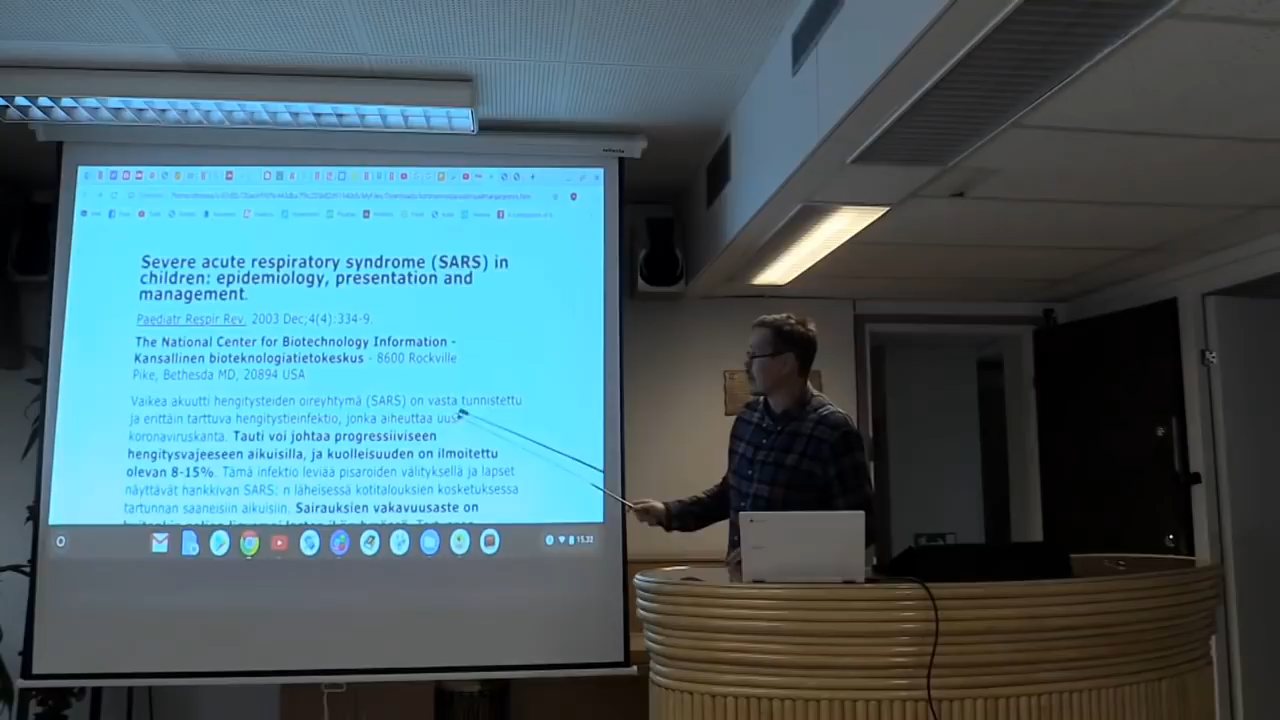 Severe acute respiratory syndrome (SARS) in
children: epidemiology, presentation and
management.
Paediatr Respir Rev. 2003 Dec;4(4):334-9.
The National Center for Biotechnology Information -
Kansallinen bioteknologiatietokeskus - 8600 Rockville
Pike, Bethesda MD, 20894 USA
Vaikea akuutti hengitysteiden oireyhtymä (SARS) on vasta tunnistettu
ja erittäin tarttuva hengitystieinfektio, jonka aiheuttaa uusi
koronaviruskanta. Tauti voi johtaa progressiiviseen
hengitysvajeeseen aikuisilla, ja kuolleisuuden on ilmoitettu
olevan 8-15%. Tämä infektio leviää pisaroiden välityksellä ja lapset
näyttävät hankkivan SARS: n läheisessä kotitalouksien kosketuksessa
tartunnan saaneisiin aikuisiin. Sairauksien vakavuusaste on
15.32